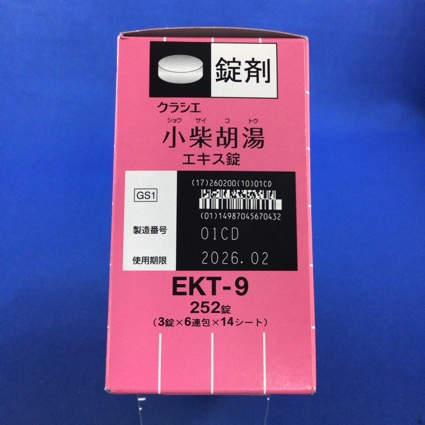 錠剤
クラシエ
ショウ サイ コ トウ
小柴胡湯
エキス錠
(17)260200(10)01CD
GS1
(01)14987045670432
製造番号 01CD
使用期限 2026.02
EKT-9
252錠
(3錠×6連包×14シート)